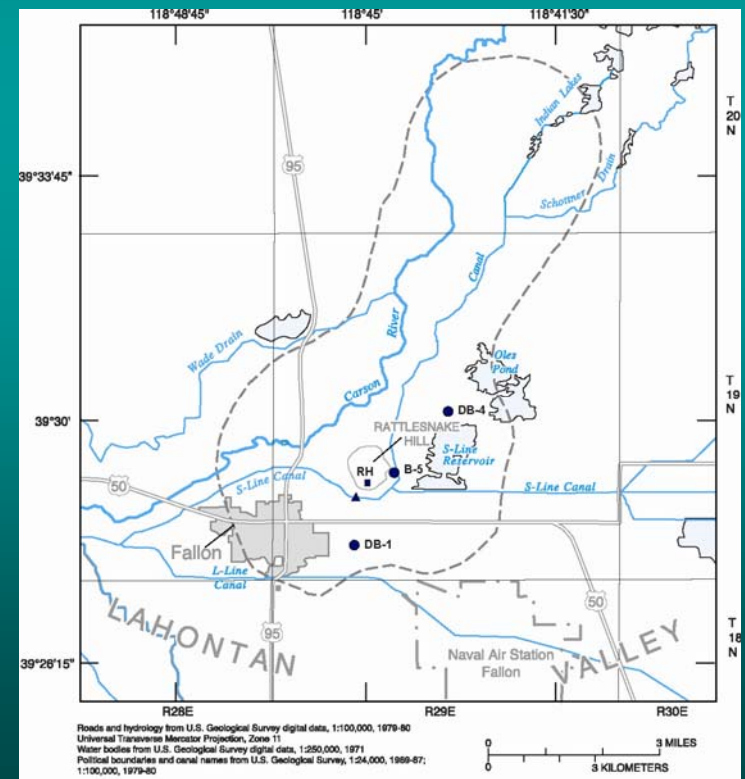 118°48'45"
118°45'
118°41'30"
T
20
N
95
Indian Lakes
39°33'45"
Schottner Drain
Canal
River
Wade Drain
Olez
Pond
Carson
T
19
N
39°30'
DB-4
RATTLESNAKE
HILL
S-Line
Reservoir
RH
B-5
50
S-Line Canal
S-Line Canal
Fallon
DB-1
L-Line
Canal
50
LAHONTAN
VALLEY
T
18
N
95
Naval Air Station
Fallon
39°26'15"
R28E
R29E
R30E
Roads and hydrology from U.S. Geological Survey digital data, 1:100,000, 1979-80
Universal Transverse Mercator Projection, Zone 11
Water bodies from U.S. Geological Survey digital data, 1:250,000, 1971
Political boundaries and canal names from U.S. Geological Survey, 1:24,000, 1969-87;
1:100,000, 1979-80
0 3 MILES
0 3 KILOMETERS